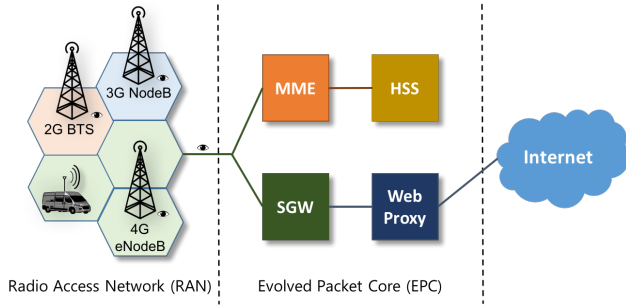 3G NodeB
2G BTS
4G
eNodeB
MME
HSS
SGW
Web
Proxy
Internet
Radio Access Network (RAN)
Evolved Packet Core (EPC)